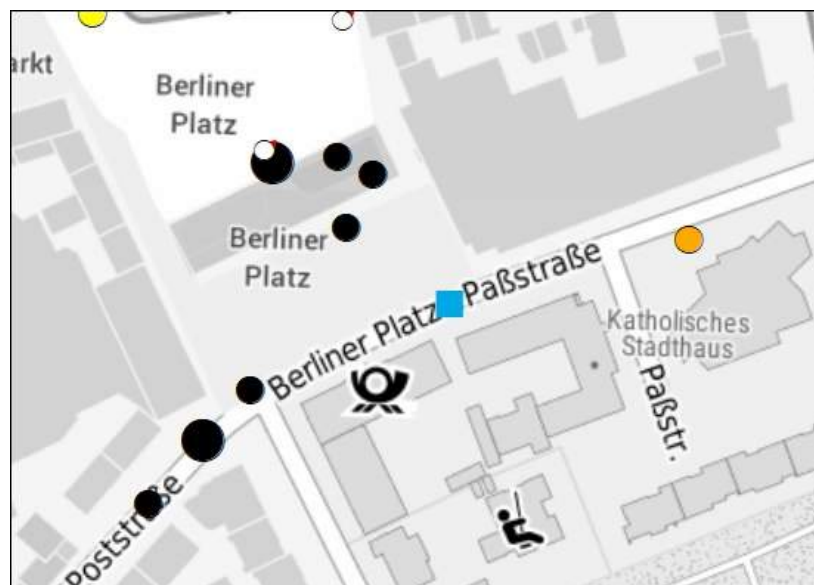 arkt
Berliner
Platz
Berliner
Platz
Berliner Platz
Paßstraße
Katholisches
Stadthaus
Paßstr.
Poststraße